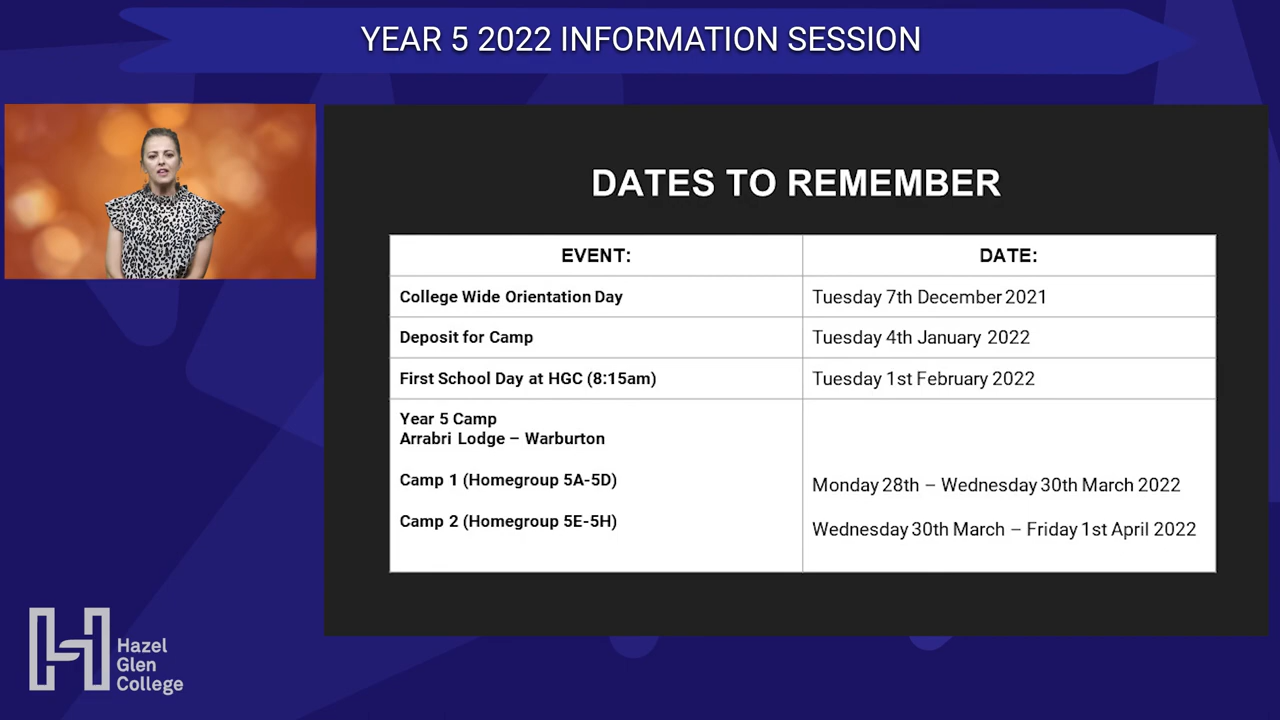 YEAR 5 2022 INFORMATION SESSION
DATES TO REMEMBER
EVENT: DATE:
College Wide Orientation Day Tuesday 7th December 2021
Deposit for Camp Tuesday 4th January 2022
First School Day at HGC (8:15am) Tuesday 1st February 2022
Year 5 Camp
Arrabri Lodge – Warburton
Camp 1 (Homegroup 5A-5D) Monday 28th – Wednesday 30th March 2022
Camp 2 (Homegroup 5E-5H) Wednesday 30th March – Friday 1st April 2022
Hazel
Glen
College